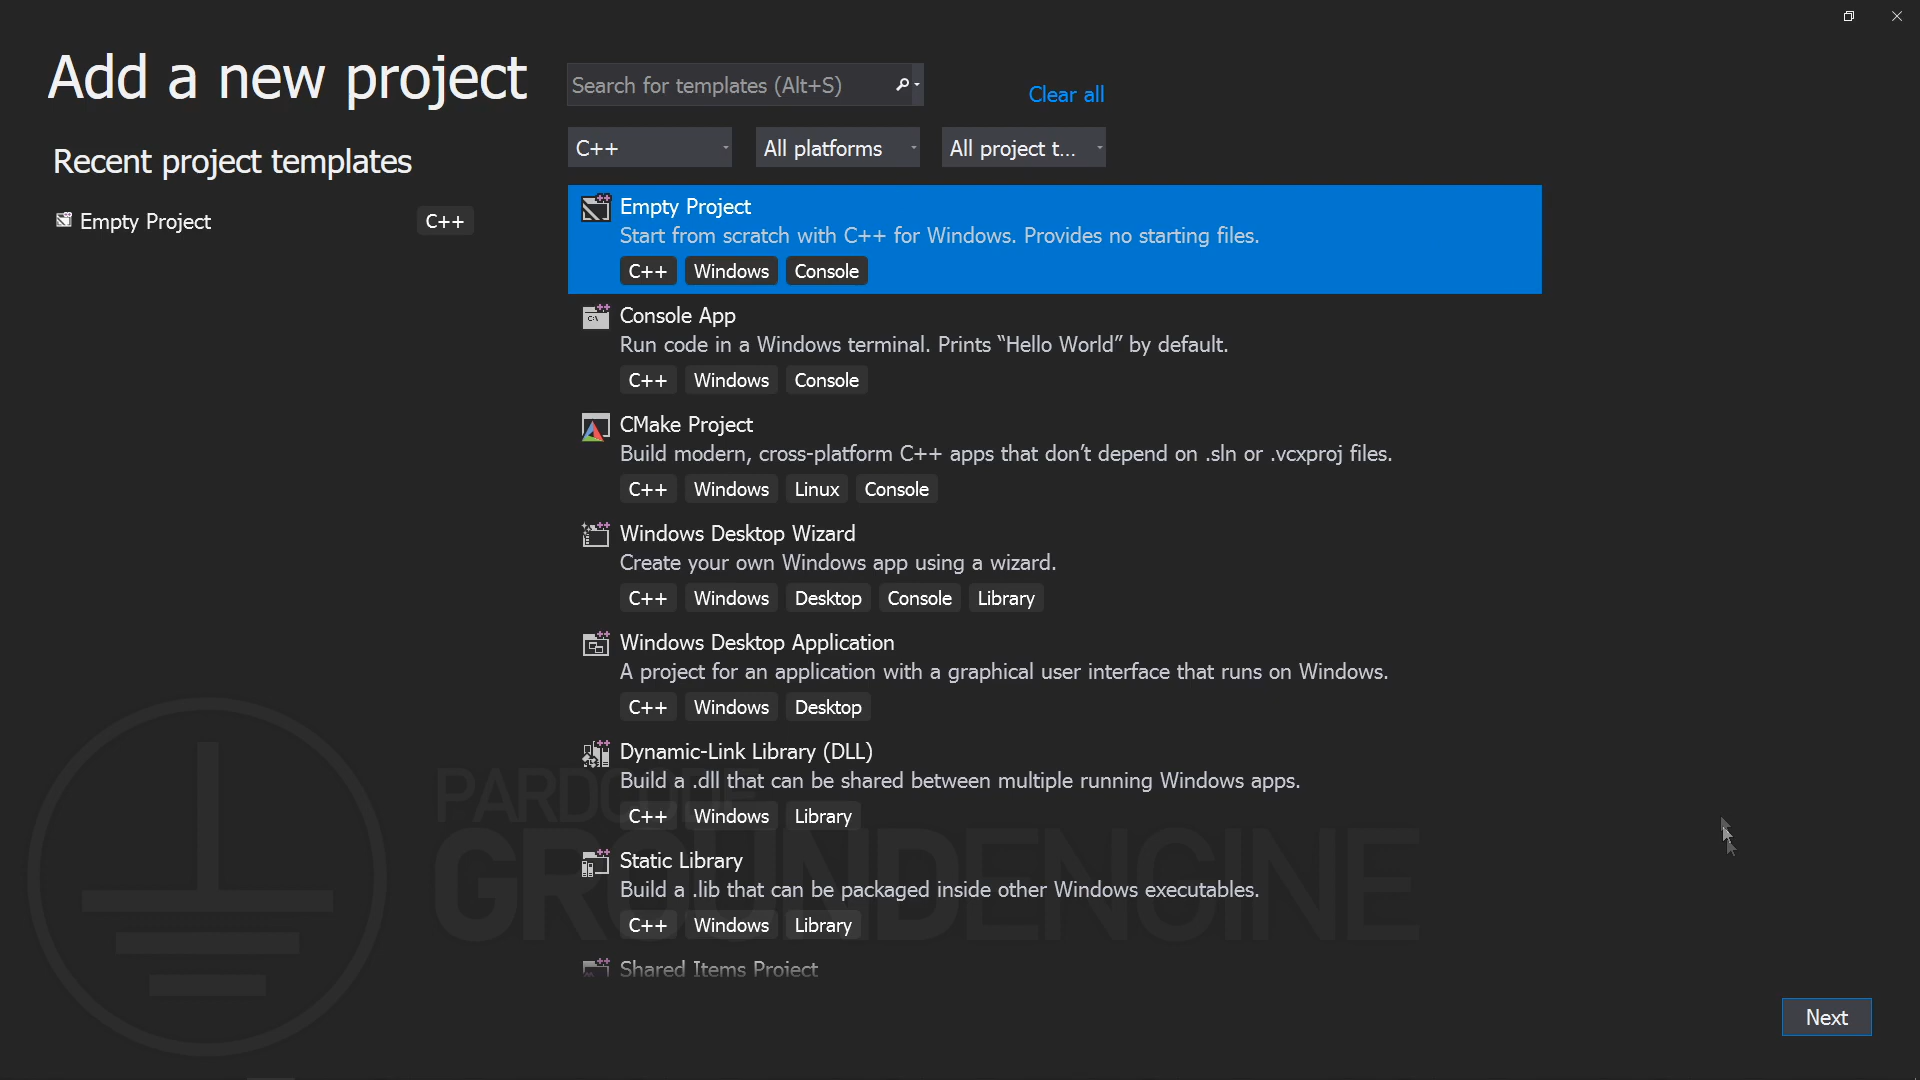 Add a new project
Search for templates (Alt+S)
Clear all
C++
All platforms
All project t...
Recent project templates
Empty Project
C++
Empty Project
Start from scratch with C++ for Windows. Provides no starting files.
C++ Windows Console
Console App
Run code in a Windows terminal. Prints “Hello World” by default.
C++ Windows Console
CMake Project
Build modern, cross-platform C++ apps that don’t depend on .sln or .vcxproj files.
C++ Windows Linux Console
Windows Desktop Wizard
Create your own Windows app using a wizard.
C++ Windows Desktop Console Library
Windows Desktop Application
A project for an application with a graphical user interface that runs on Windows.
C++ Windows Desktop
Dynamic-Link Library (DLL)
Build a .dll that can be shared between multiple running Windows apps.
C++ Windows Library
Static Library
Build a .lib that can be packaged inside other Windows executables.
C++ Windows Library
Shared Items Project
PARDCODE
GROUNDENGINE
Next